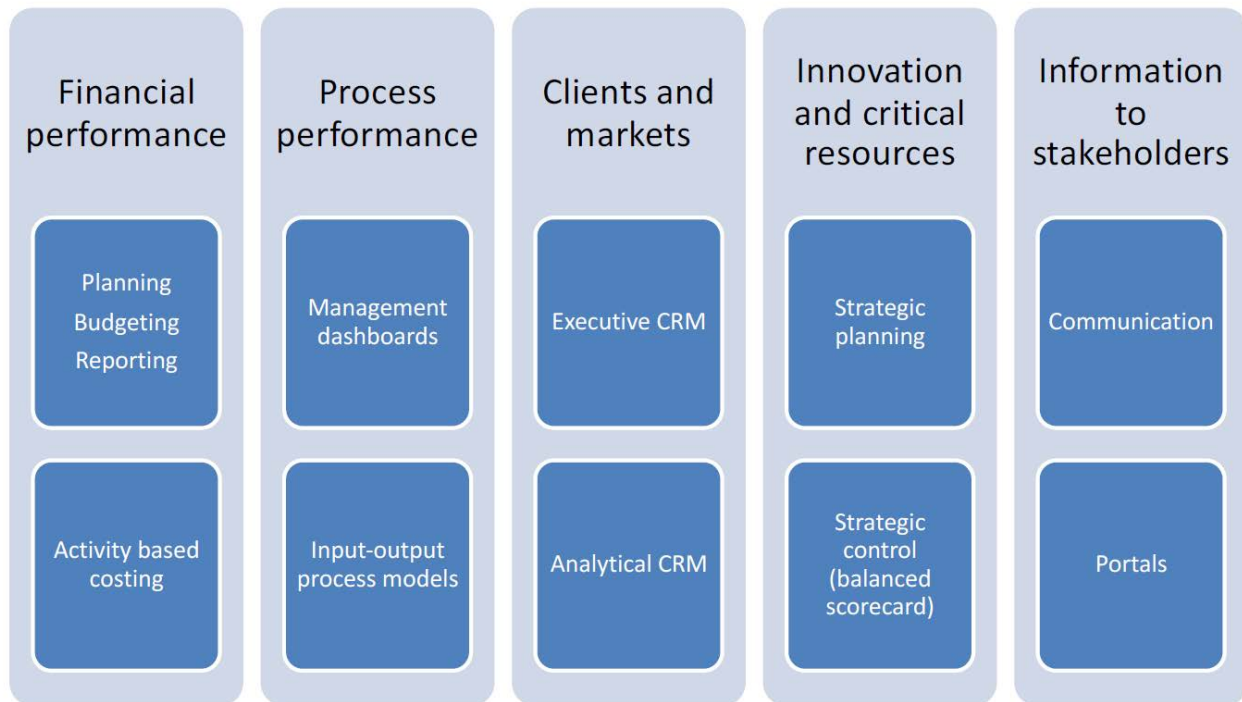 Financial
performance
Planning
Budgeting
Reporting
Activity based
costing
Process
performance
Management
dashboards
Input-output
process models
Clients and
markets
Executive CRM
Analytical CRM
Innovation
and critical
resources
Strategic
planning
Strategic
control
(balanced
scorecard)
Information
to
stakeholders
Communication
Portals